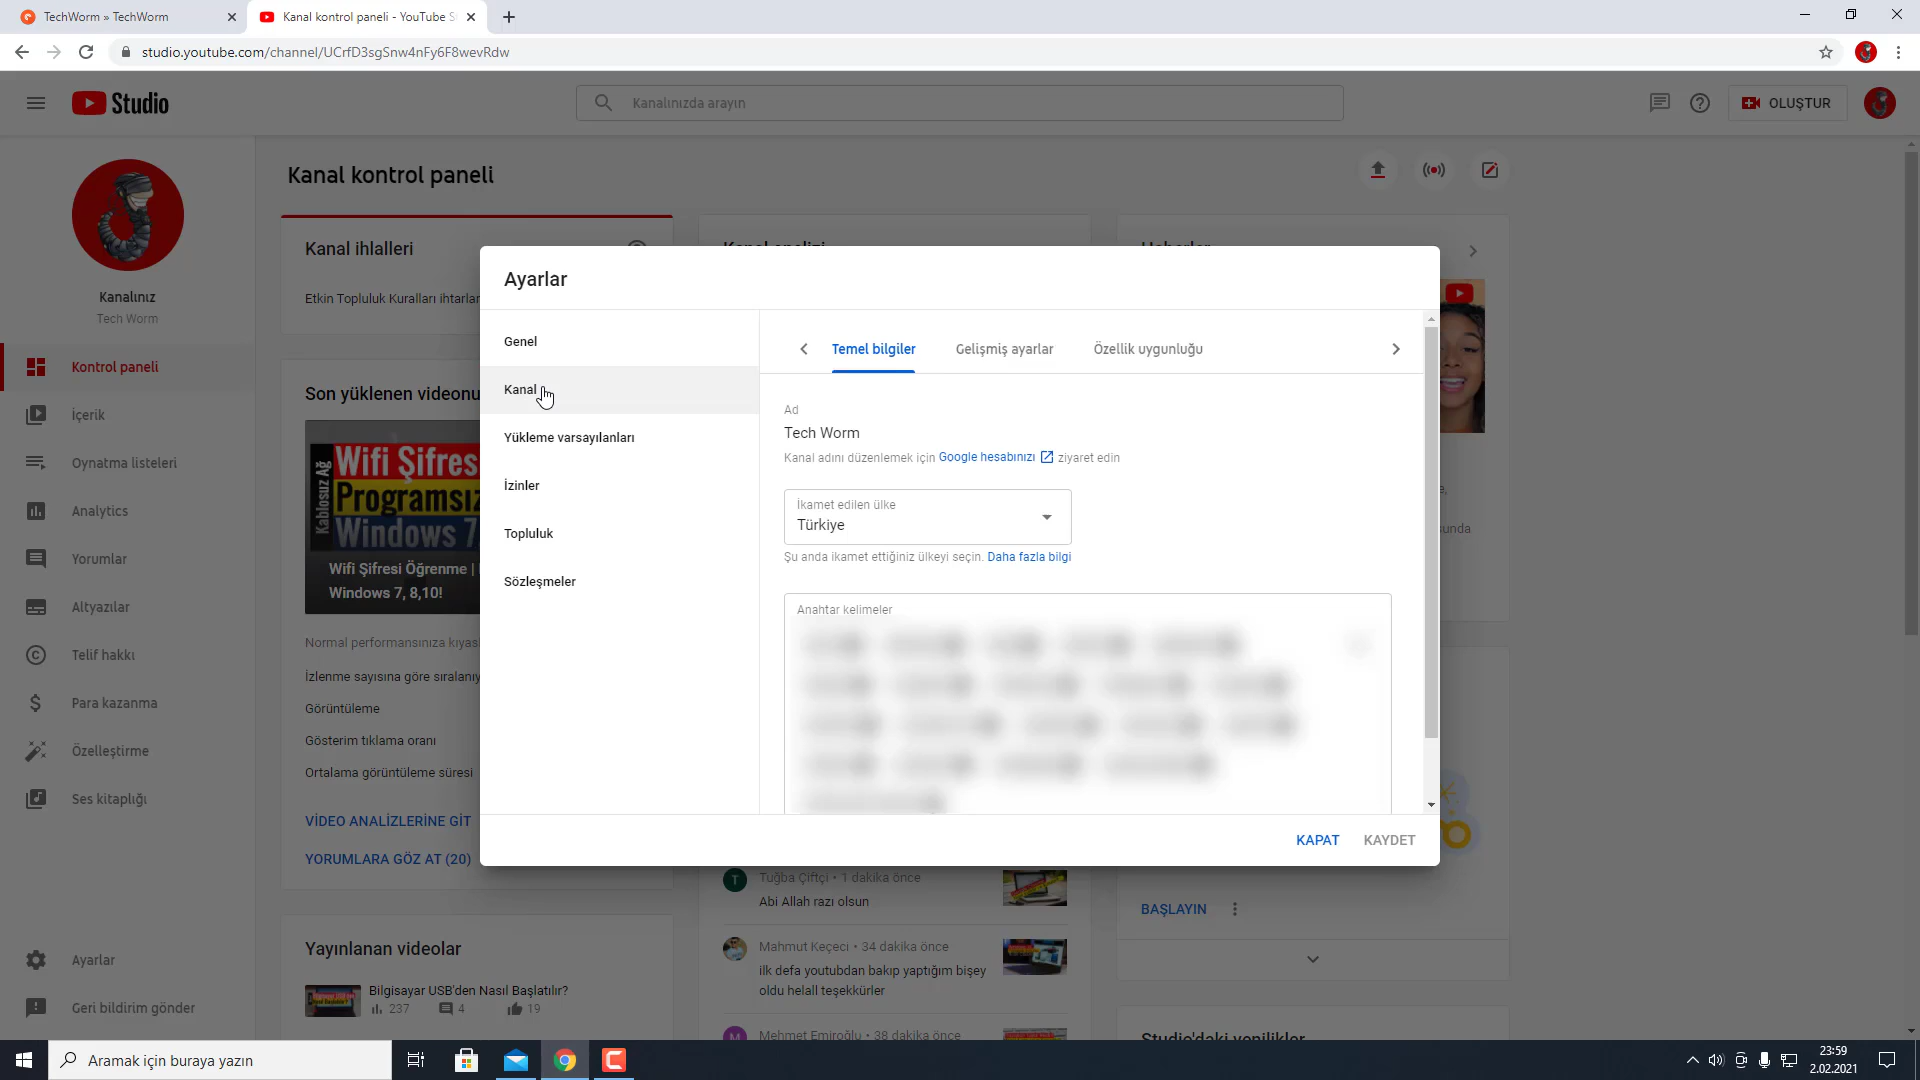 TechWorm » TechWorm
Kanal kontrol paneli - YouTube S
studio.youtube.com/channel/UCrfD3sgSnw4nFy6F8wevRdw
Studio
Kanalınızda arayın
OLUŞTUR
Kanalınız
Tech Worm
Kontrol paneli
İçerik
Oynatma listeleri
Analytics
Yorumlar
Altyazılar
Telif hakkı
Para kazanma
Özelleştirme
Ses kitaplığı
Ayarlar
Geri bildirim gönder
Kanal kontrol paneli
Kanal ihlalleri
Etkin Topluluk Kuralları ihtarlar
Son yüklenen videonu
Kablosuz Ağ
Wifi Şifres
Programsız
Windows 7,
Wifi Şifresi Öğrenme |
Windows 7, 8,10!
Normal performansınıza kıyas
İzlenme sayısına göre sıralanıy
Görüntüleme
Gösterim tıklama oranı
Ortalama görüntüleme süresi
VİDEO ANALİZLERİNE GİT
YORUMLARA GÖZ AT (20)
Yayınlanan videolar
Bilgisayar USB'den Nasıl Başlatılır?
237 4 19
Kanal analizi
Haberler
Ayarlar
Genel
Kanal
Yükleme varsayılanları
İzinler
Topluluk
Sözleşmeler
Temel bilgiler
Gelişmiş ayarlar
Özellik uygunluğu
Ad
Tech Worm
Kanal adını düzenlemek için Google hesabınızı ziyaret edin
İkamet edilen ülke
Türkiye
Şu anda ikamet ettiğiniz ülkeyi seçin. Daha fazla bilgi
Anahtar kelimeler
KAPAT
KAYDET
T
Tuğba Çiftçi • 1 dakika önce
Abi Allah razı olsun
Mahmut Keçeci • 34 dakika önce
ilk defa youtubdan bakıp yaptığım bişey
oldu helall teşekkürler
M
Mehmet Emiroğlu • 38 dakika önce
e,
usunda
BAŞLAYIN
Studio'daki yenilikler
Aramak için buraya yazın
23:59
2.02.2021